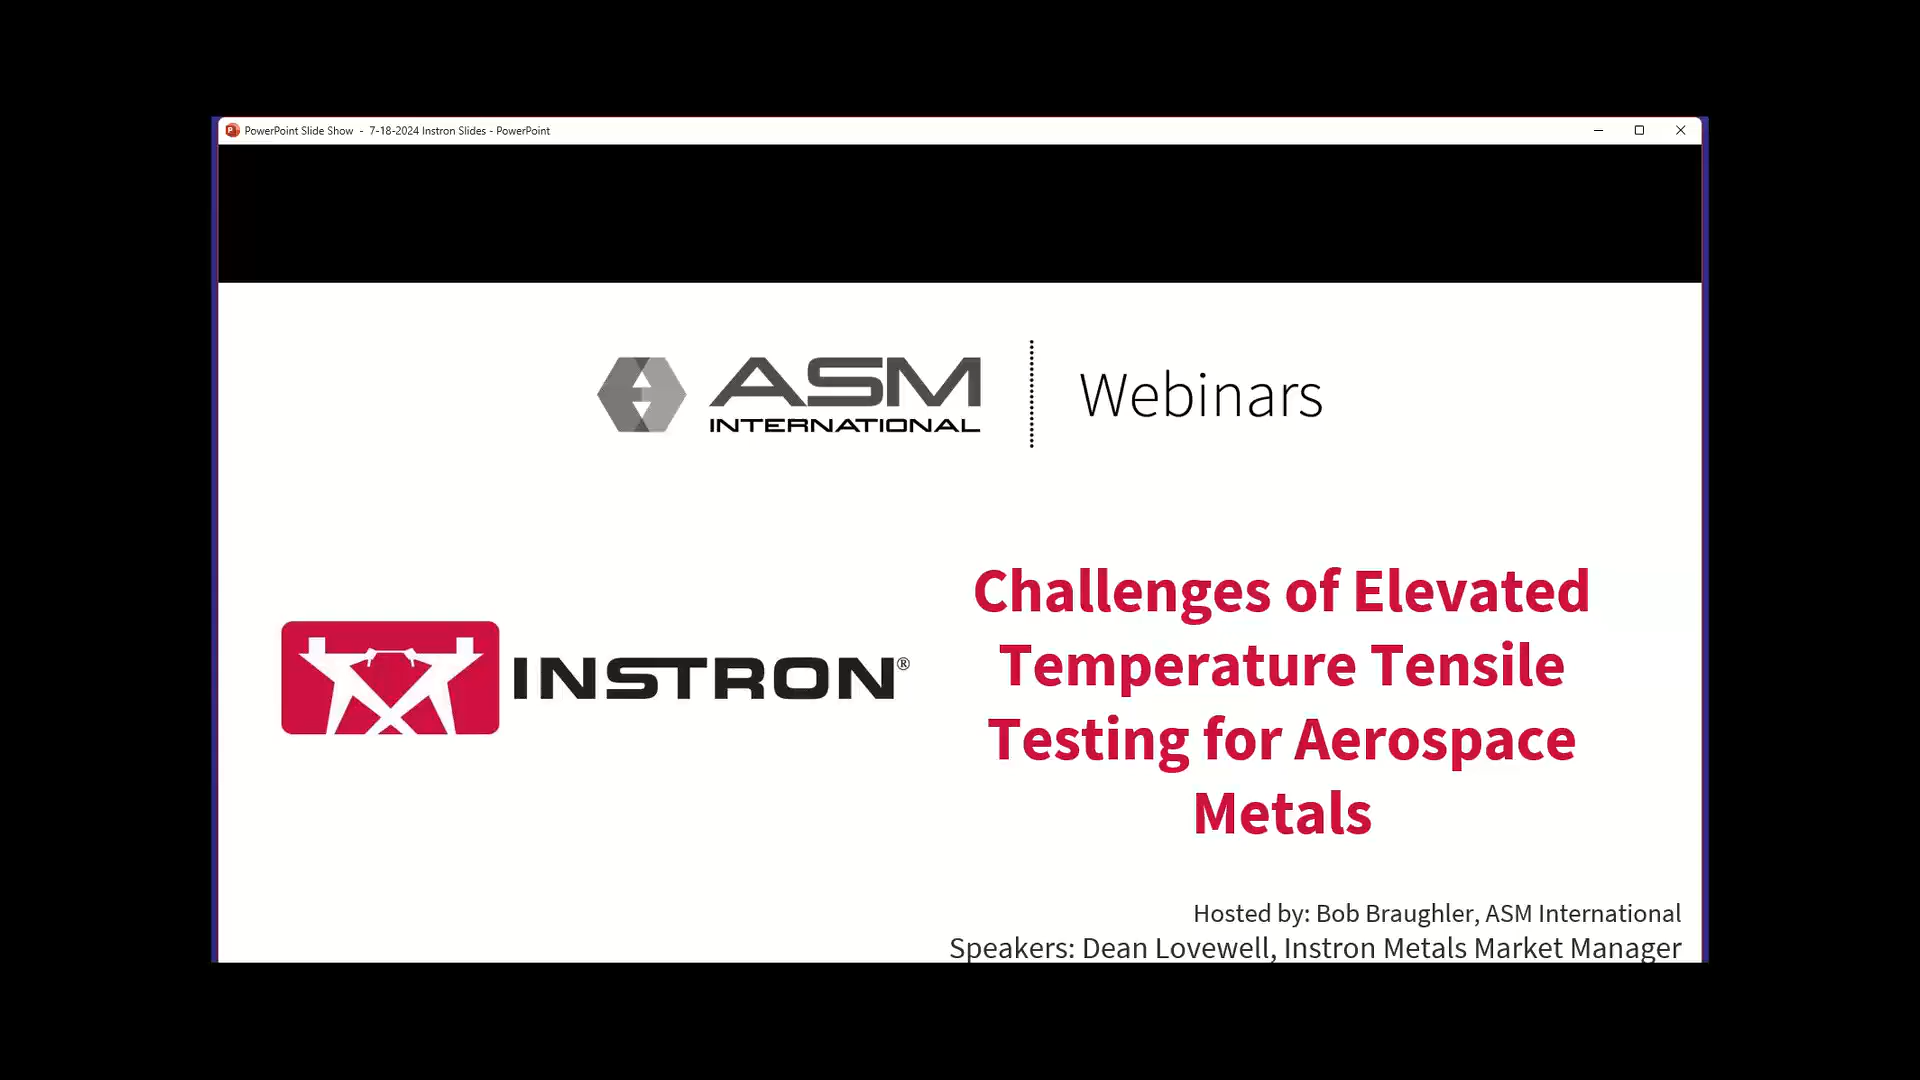 PowerPoint Slide Show - 7-18-2024 Instron Slides - PowerPoint
ASM
INTERNATIONAL
Webinars
INSTRON®
Challenges of Elevated
Temperature Tensile
Testing for Aerospace
Metals
Hosted by: Bob Braughler, ASM International
Speakers: Dean Lovewell, Instron Metals Market Manager